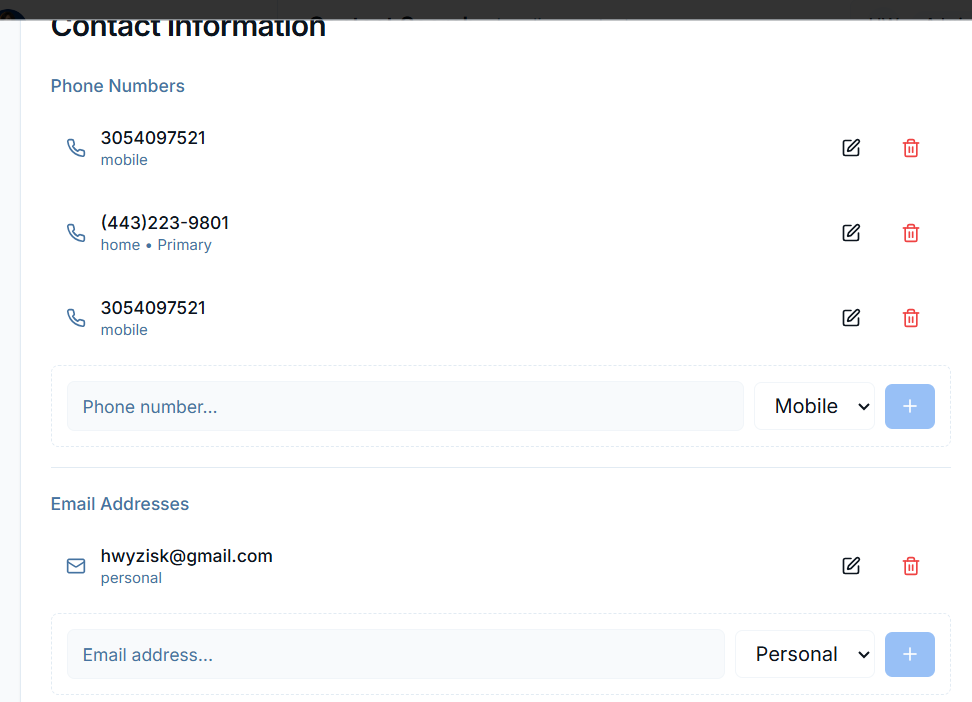 Contact Information
Phone Numbers
3054097521
mobile
(443)223-9801
home • Primary
3054097521
mobile
Phone number...
Mobile
Email Addresses
hwyzisk@gmail.com
personal
Email address...
Personal